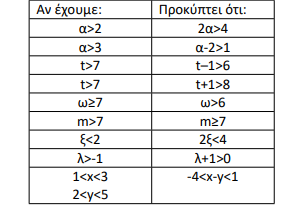 Αν έχουμε: Προκύπτει ότι:
α>2 2α>4
α>3 α-2>1
t>7 t–1>6
t>7 t+1>8
ω≥7 ω>6
m>7 m≥7
ξ<2 2ξ<4
λ>-1 λ+1>0
1<x<3 -4<x-y<1
2<y<5